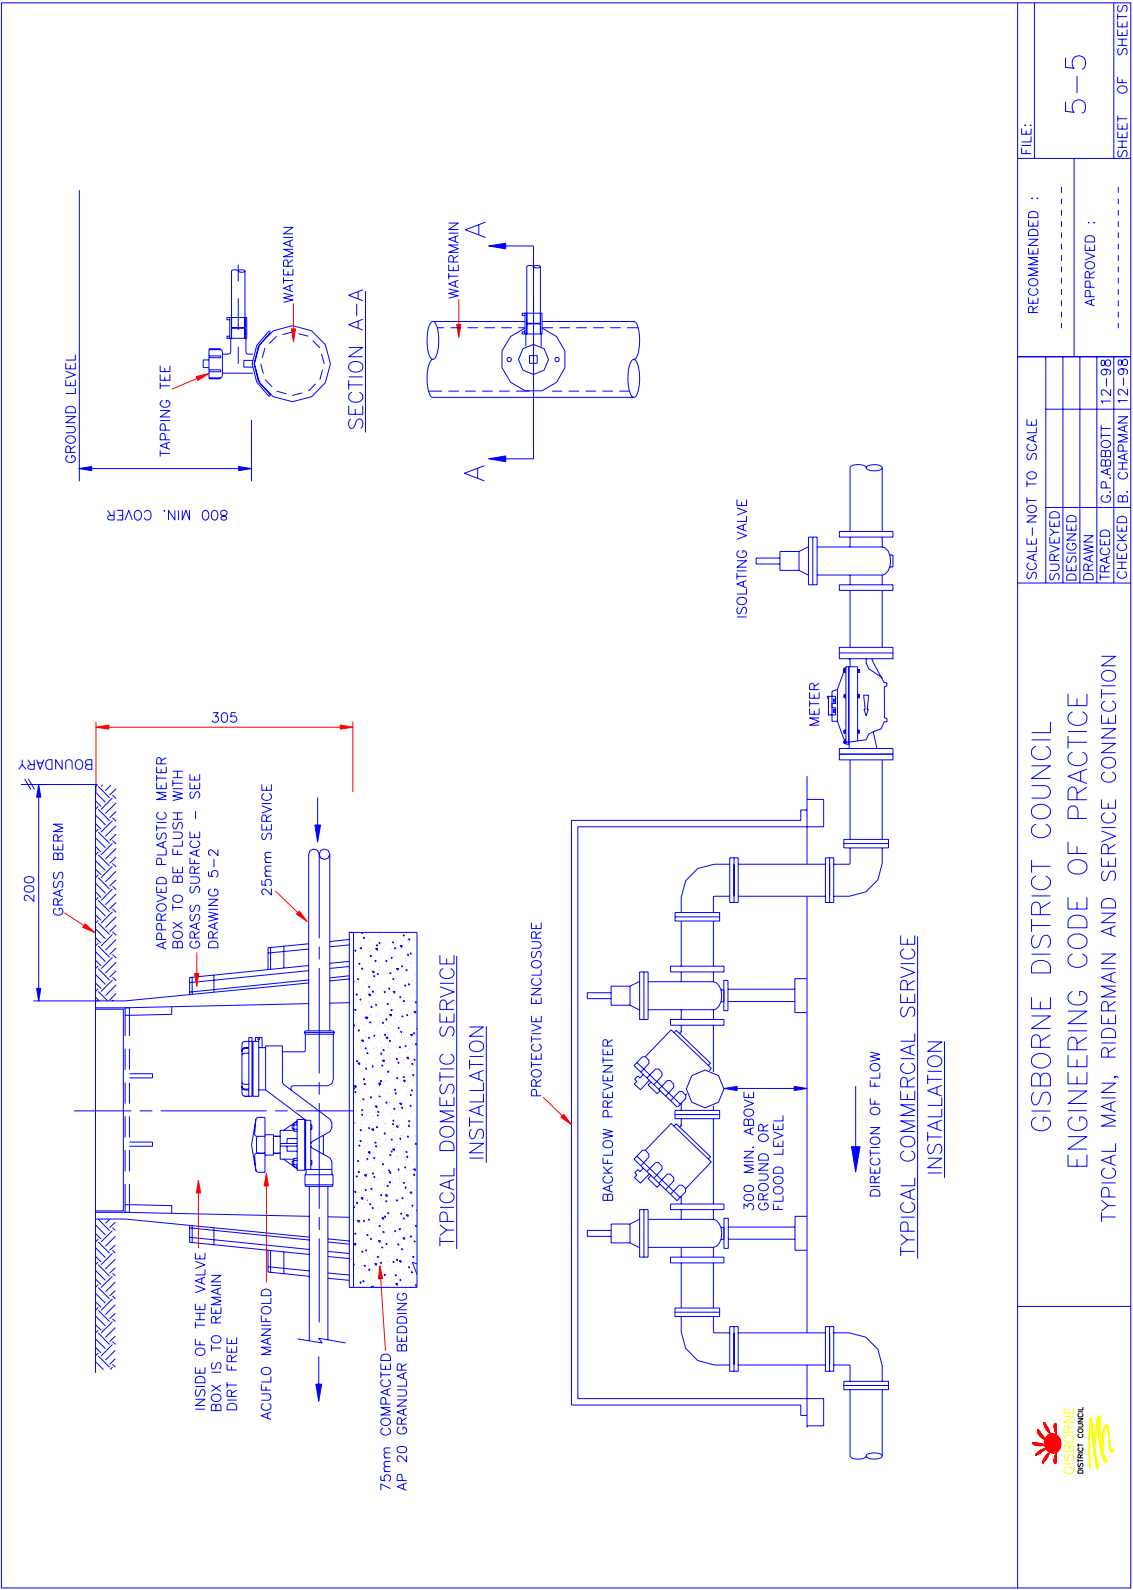 BOUNDARY
200
GRASS BERM
305
APPROVED PLASTIC METER
BOX TO BE FLUSH WITH
GRASS SURFACE – SEE
DRAWING 5–2
25mm SERVICE
INSIDE OF THE VALVE
BOX IS TO REMAIN
DIRT FREE
ACUFLO MANIFOLD
75mm COMPACTED
AP 20 GRANULAR BEDDING
TYPICAL DOMESTIC SERVICE
INSTALLATION
GROUND LEVEL
800 MIN. COVER
TAPPING TEE
WATERMAIN
SECTION A–A
WATERMAIN
A
A
PROTECTIVE ENCLOSURE
BACKFLOW PREVENTER
300 MIN. ABOVE
GROUND OR
FLOOD LEVEL
METER
ISOLATING VALVE
DIRECTION OF FLOW
TYPICAL COMMERCIAL SERVICE
INSTALLATION
GISBORNE
DISTRICT COUNCIL
GISBORNE DISTRICT COUNCIL
ENGINEERING CODE OF PRACTICE
TYPICAL MAIN, RIDERMAIN AND SERVICE CONNECTION
SCALE–NOT TO SCALE
SURVEYED
DESIGNED
DRAWN
TRACED G.P.ABBOTT 12–98
CHECKED B. CHAPMAN 12–98
RECOMMENDED :
APPROVED :
FILE:
5–5
SHEET OF SHEETS